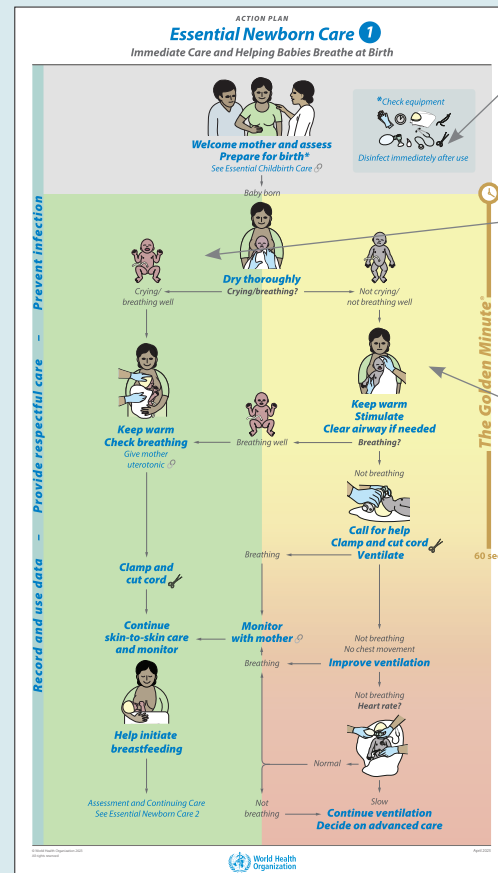 ACTION PLAN
Essential Newborn Care 1
Immediate Care and Helping Babies Breathe at Birth
*Check equipment
Disinfect immediately after use
Welcome mother and assess
Prepare for birth*
See Essential Childbirth Care
Baby born
Dry thoroughly
Crying/breathing?
Crying/
breathing well
Not crying/
not breathing well
Keep warm
Check breathing
Give mother
uterotonic
Breathing well
Keep warm
Stimulate
Clear airway if needed
Breathing?
Not breathing
Call for help
Clamp and cut cord
Ventilate
Breathing
Clamp and
cut cord
Continue
skin-to-skin care
and monitor
Monitor
with mother
Not breathing
No chest movement
Breathing
Improve ventilation
Not breathing
Heart rate?
Help initiate
breastfeeding
Normal
Assessment and Continuing Care
See Essential Newborn Care 2
Not
breathing
Slow
Continue ventilation
Decide on advanced care
Record and use data – Provide respectful care – Prevent infection
The Golden Minute®
60 sec
All rights reserved
World Health
Organization